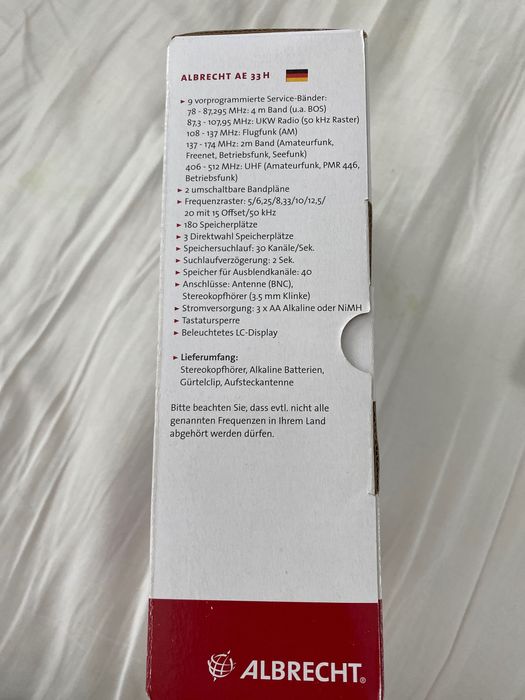 ALBRECHT AE 33 H
► 9 vorprogrammierte Service-Bänder:
78 - 87,295 MHz: 4 m Band (u.a. BOS)
87,3 - 107,95 MHz: UKW Radio (50 kHz Raster)
108 - 137 MHz: Flugfunk (AM)
137 - 174 MHz: 2m Band (Amateurfunk,
Freenet, Betriebsfunk, Seefunk)
406 - 512 MHz: UHF (Amateurfunk, PMR 446,
Betriebsfunk)
► 2 umschaltbare Bandpläne
► Frequenzraster: 5/6,25/8,33/10/12,5/
20 mit 15 Offset/50 kHz
► 180 Speicherplätze
► 3 Direktwahl Speicherplätze
► Speichersuchlauf: 30 Kanäle/Sek.
► Suchlaufverzögerung: 2 Sek.
► Speicher für Ausblendkanäle: 40
► Anschlüsse: Antenne (BNC),
Stereokopfhörer (3.5 mm Klinke)
► Stromversorgung: 3 x AA Alkaline oder NiMH
► Tastatursperre
► Beleuchtetes LC-Display
► Lieferumfang:
Stereokopfhörer, Alkaline Batterien,
Gürtelclip, Aufsteckantenne
Bitte beachten Sie, dass evtl. nicht alle
genannten Frequenzen in Ihrem Land
abgehört werden dürfen.
ALBRECHT®